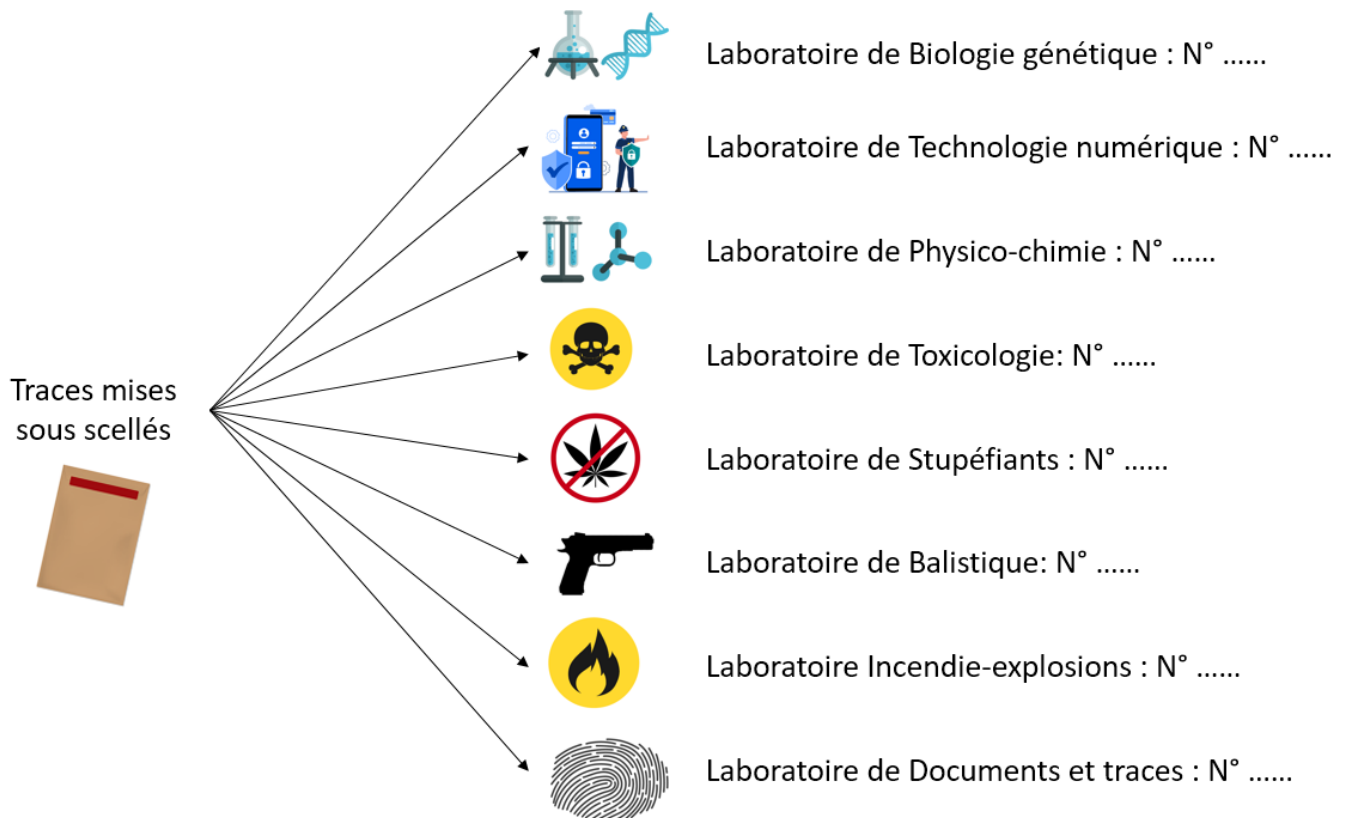 Laboratoire de Biologie génétique : N° ......
Laboratoire de Technologie numérique : N° ......
Laboratoire de Physico-chimie : N° ......
Laboratoire de Toxicologie: N° ......
Traces mises
sous scellés
Laboratoire de Stupéfiants : N° ......
Laboratoire de Balistique: N° ......
Laboratoire Incendie-explosions : N° ......
Laboratoire de Documents et traces : N° ......